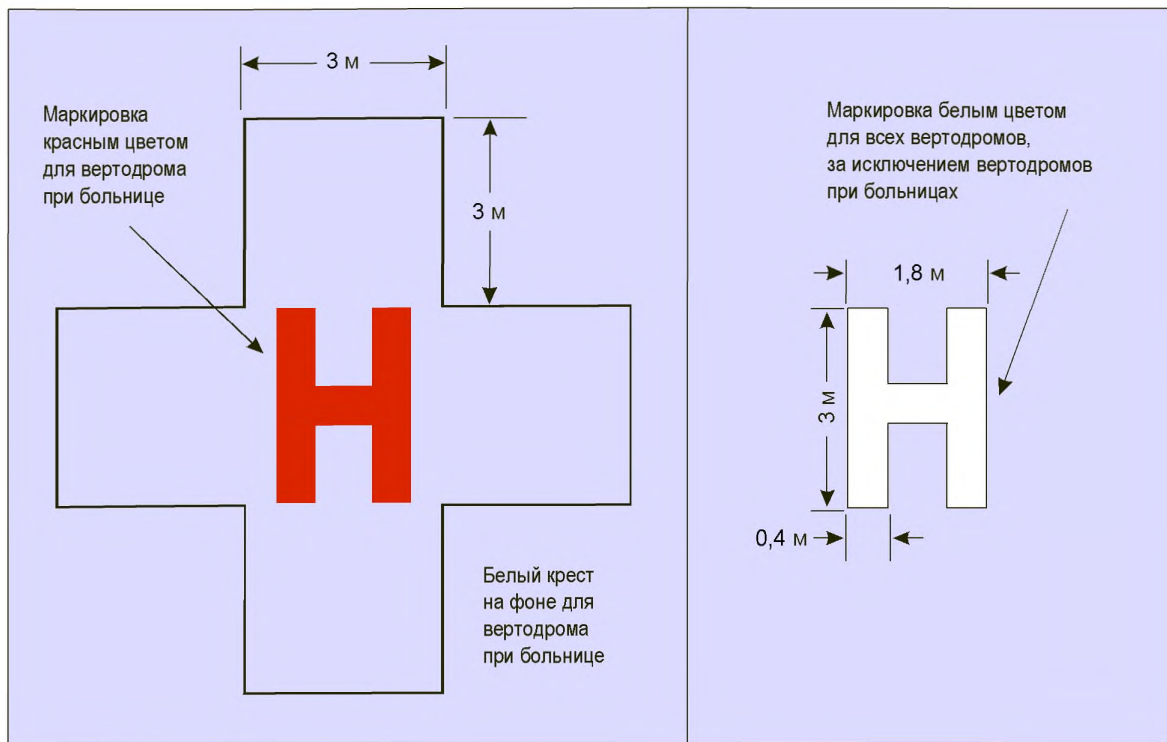 3 м
Маркировка
красным цветом
для вертодрома
при больнице
3 м
H
Белый крест
на фоне для
вертодрома
при больнице
Маркировка белым цветом
для всех вертодромов,
за исключением вертодромов
при больницах
1,8 м
3 м
H
0,4 м